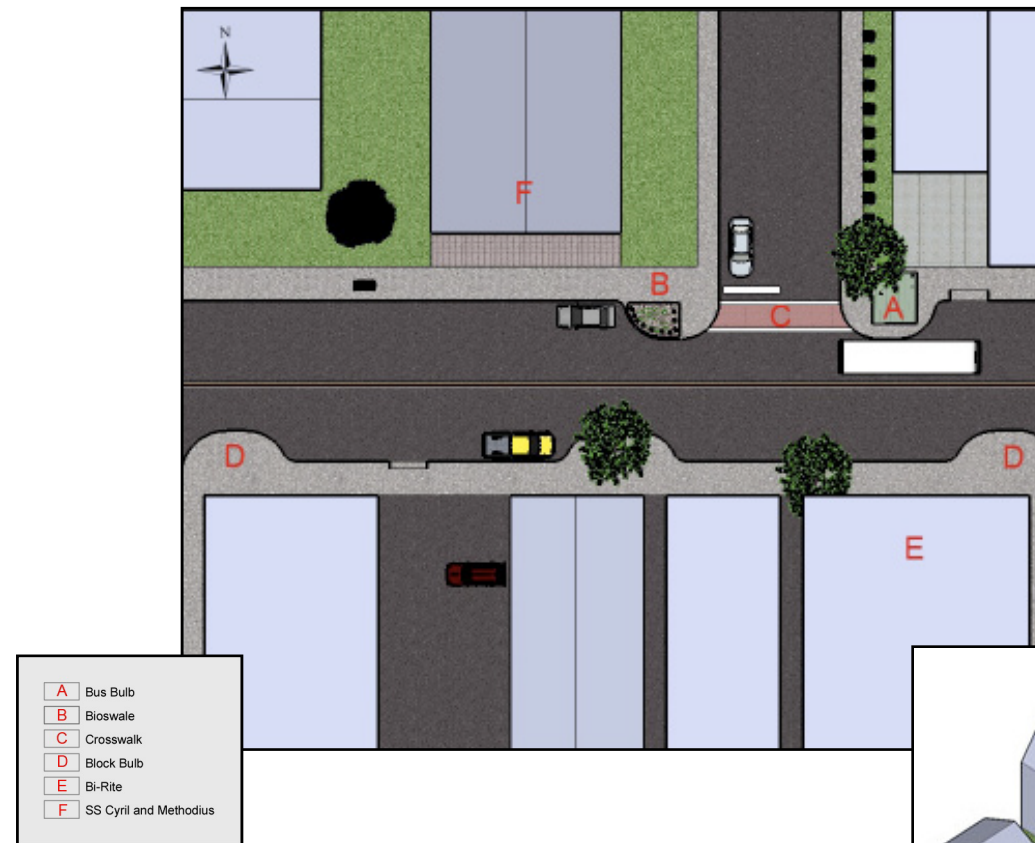 N
F
B
C
A
D
D
E
A Bus Bulb
B Bioswale
C Crosswalk
D Block Bulb
E Bi-Rite
F SS Cyril and Methodius